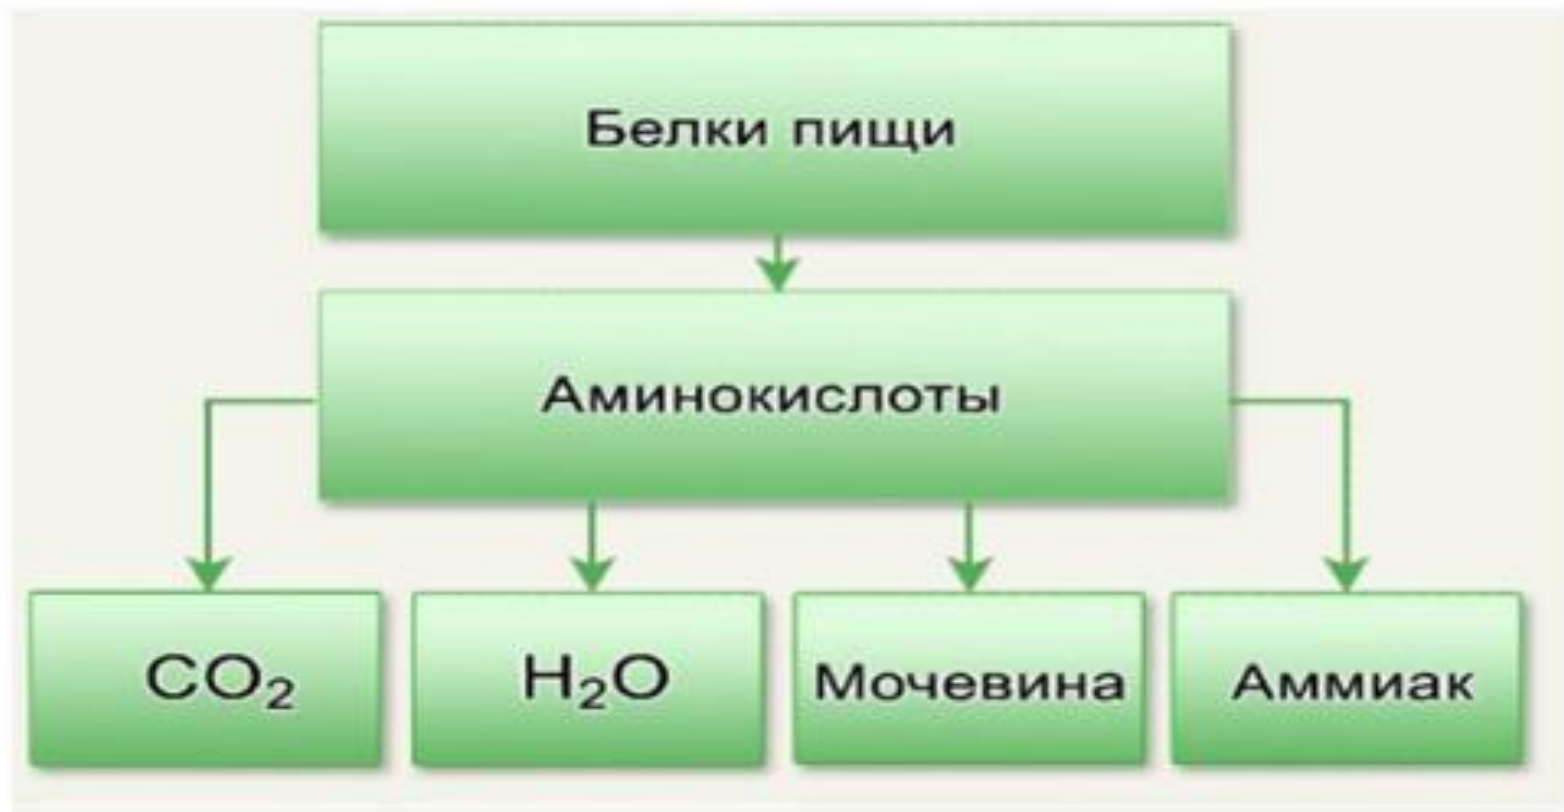 Белки пищи
Аминокислоты
CO₂
H₂O
Мочевина
Аммиак